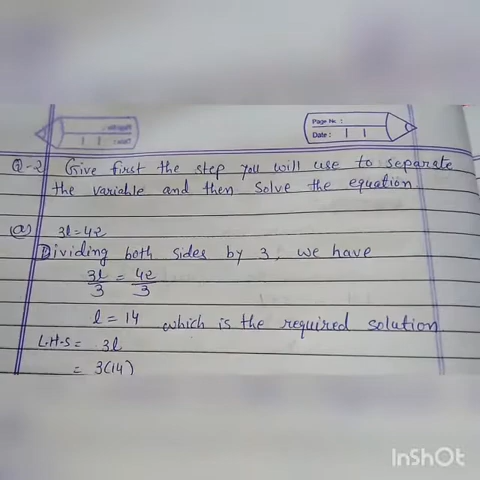 Page No. :
Date :
Q-2 Give first the step you will use to separate
the variable and then solve the equation
(a) 3l = 42
Dividing both sides by 3, we have
3l/3 = 42/3
l = 14 which is the required solution
L.H.S = 3l
= 3(14)
InShOt